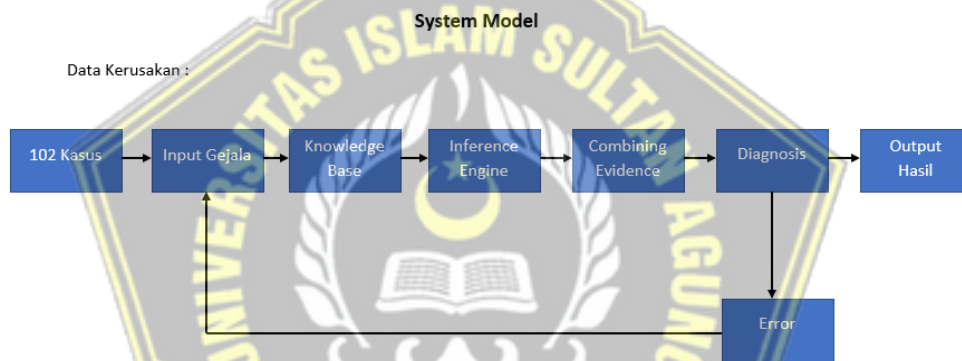 System Model
Data Kerusakan :
102 Kasus
Input Gejala
Knowledge
Base
Inference
Engine
Combining
Evidence
Diagnosis
Output
Hasil
Error
UNIVERSITAS ISLAM SULTAN AGUNG